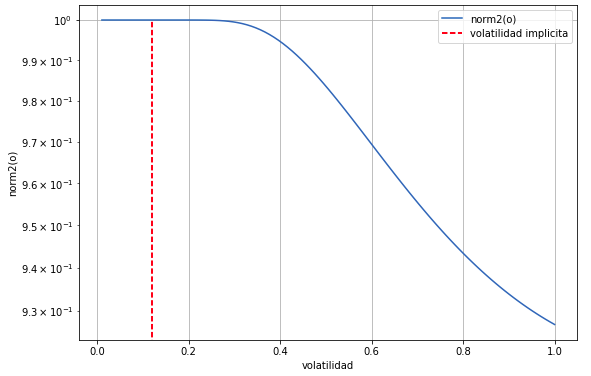 norm2(o)
volatilidad implicita
10⁰
9.9 × 10⁻¹
9.8 × 10⁻¹
9.7 × 10⁻¹
9.6 × 10⁻¹
9.5 × 10⁻¹
9.4 × 10⁻¹
9.3 × 10⁻¹
norm2(o)
0.0 0.2 0.4 0.6 0.8 1.0
volatilidad